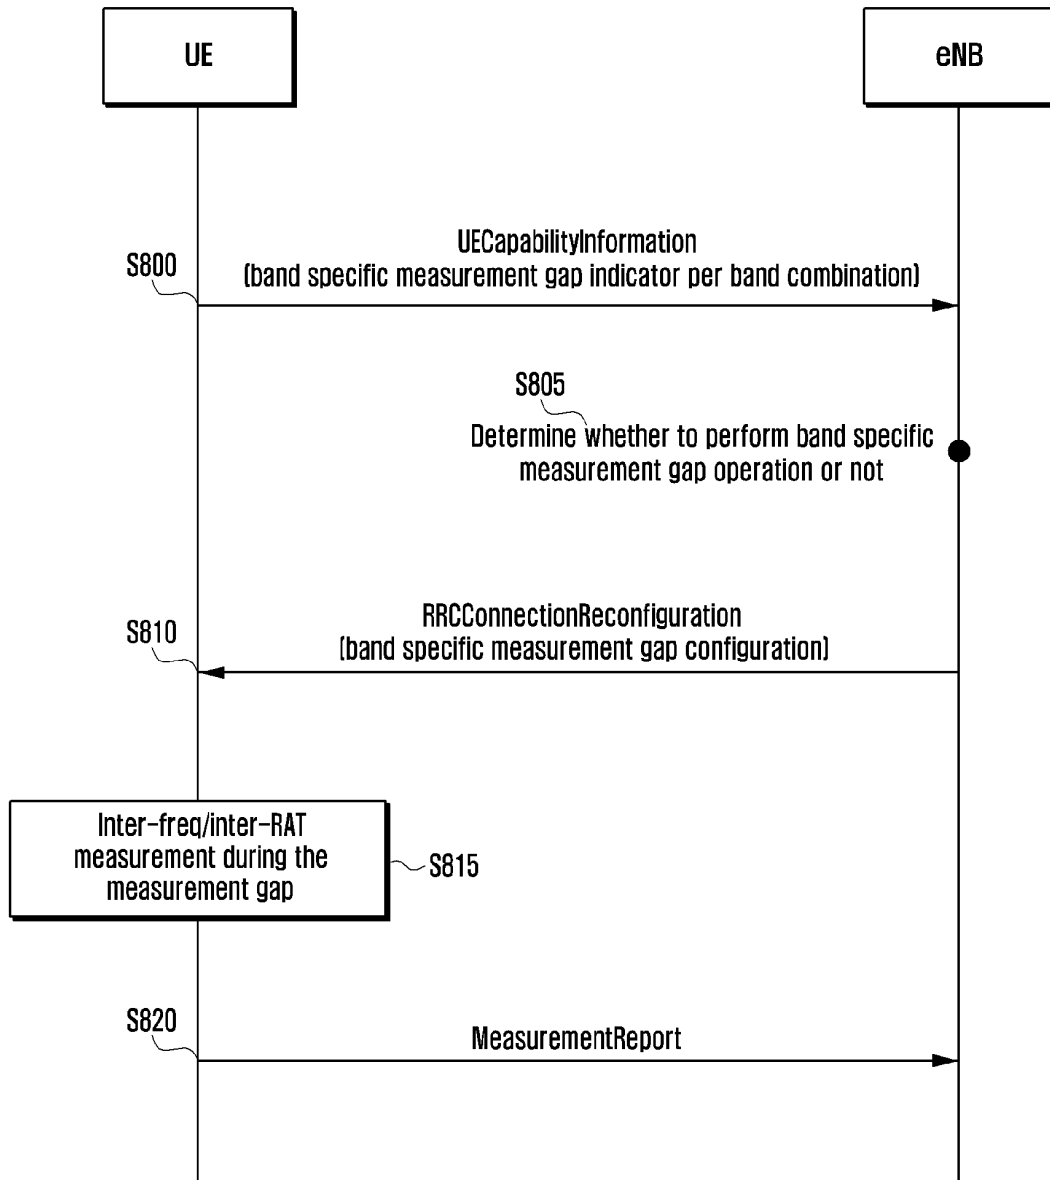 UE
eNB
UECapabilityInformation
S800
(band specific measurement gap indicator per band combination)
S805
Determine whether to perform band specific
measurement gap operation or not
RRCConnectionReconfiguration
S810
(band specific measurement gap configuration)
Inter-freq/inter-RAT
measurement during the
measurement gap
S815
S820
MeasurementReport